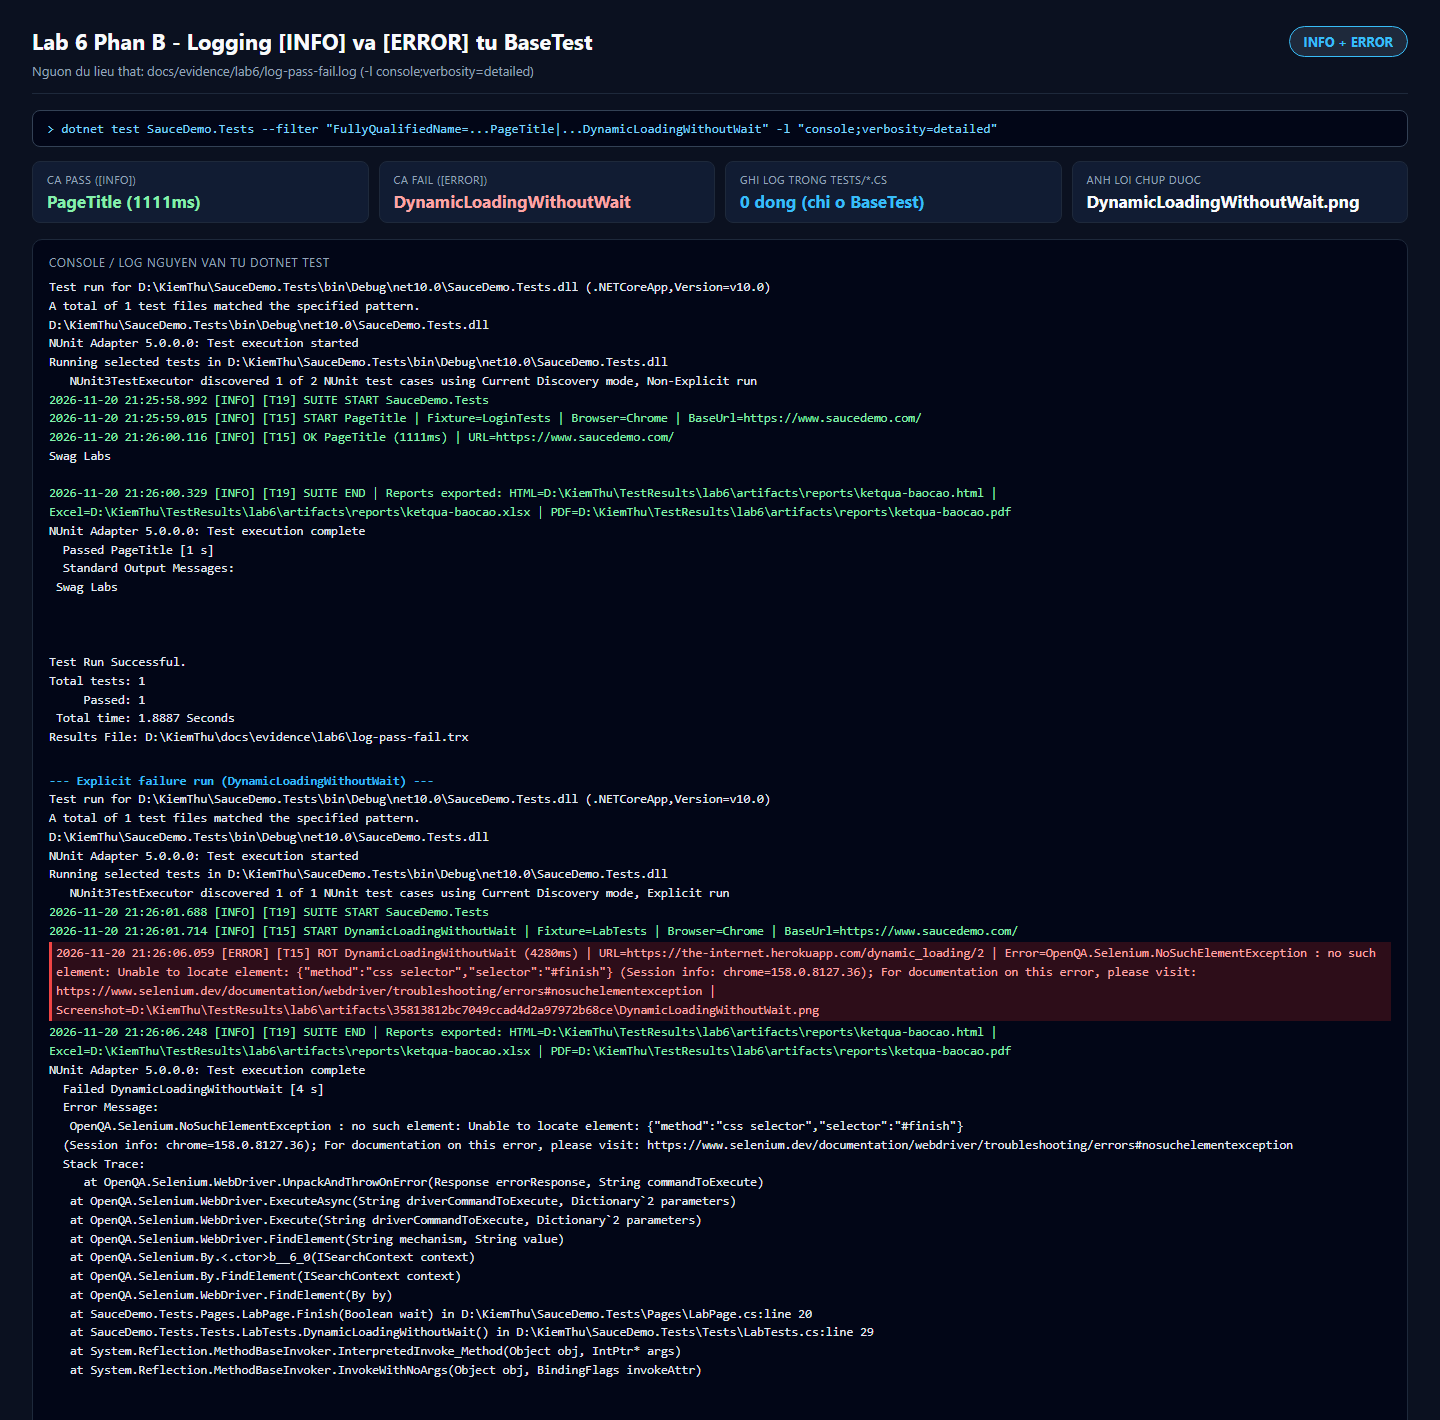 Lab 6 Phan B - Logging [INFO] va [ERROR] tu BaseTest
INFO + ERROR
Nguon du lieu that: docs/evidence/lab6/log-pass-fail.log (-l console;verbosity=detailed)
> dotnet test SauceDemo.Tests --filter "FullyQualifiedName=...PageTitle|...DynamicLoadingWithoutWait" -l "console;verbosity=detailed"
CA PASS ([INFO])
PageTitle (1111ms)
CA FAIL ([ERROR])
DynamicLoadingWithoutWait
GHI LOG TRONG TESTS/*.CS
0 dong (chi o BaseTest)
ANH LOI CHUP DUOC
DynamicLoadingWithoutWait.png
CONSOLE / LOG NGUYEN VAN TU DOTNET TEST
Test run for D:\KiemThu\SauceDemo.Tests\bin\Debug\net10.0\SauceDemo.Tests.dll (.NETCoreApp,Version=v10.0)
A total of 1 test files matched the specified pattern.
D:\KiemThu\SauceDemo.Tests\bin\Debug\net10.0\SauceDemo.Tests.dll
NUnit Adapter 5.0.0.0: Test execution started
Running selected tests in D:\KiemThu\SauceDemo.Tests\bin\Debug\net10.0\SauceDemo.Tests.dll
NUnit3TestExecutor discovered 1 of 2 NUnit test cases using Current Discovery mode, Non-Explicit run
2026-11-20 21:25:58.992 [INFO] [T19] SUITE START SauceDemo.Tests
2026-11-20 21:25:59.015 [INFO] [T15] START PageTitle | Fixture=LoginTests | Browser=Chrome | BaseUrl=https://www.saucedemo.com/
2026-11-20 21:26:00.116 [INFO] [T15] OK PageTitle (1111ms) | URL=https://www.saucedemo.com/
Swag Labs
2026-11-20 21:26:00.329 [INFO] [T19] SUITE END | Reports exported: HTML=D:\KiemThu\TestResults\lab6\artifacts\reports\ketqua-baocao.html |
Excel=D:\KiemThu\TestResults\lab6\artifacts\reports\ketqua-baocao.xlsx | PDF=D:\KiemThu\TestResults\lab6\artifacts\reports\ketqua-baocao.pdf
NUnit Adapter 5.0.0.0: Test execution complete
Passed PageTitle [1 s]
Standard Output Messages:
Swag Labs
Test Run Successful.
Total tests: 1
Passed: 1
Total time: 1.8887 Seconds
Results File: D:\KiemThu\docs\evidence\lab6\log-pass-fail.trx
--- Explicit failure run (DynamicLoadingWithoutWait) ---
Test run for D:\KiemThu\SauceDemo.Tests\bin\Debug\net10.0\SauceDemo.Tests.dll (.NETCoreApp,Version=v10.0)
A total of 1 test files matched the specified pattern.
D:\KiemThu\SauceDemo.Tests\bin\Debug\net10.0\SauceDemo.Tests.dll
NUnit Adapter 5.0.0.0: Test execution started
Running selected tests in D:\KiemThu\SauceDemo.Tests\bin\Debug\net10.0\SauceDemo.Tests.dll
NUnit3TestExecutor discovered 1 of 1 NUnit test cases using Current Discovery mode, Explicit run
2026-11-20 21:26:01.688 [INFO] [T19] SUITE START SauceDemo.Tests
2026-11-20 21:26:01.714 [INFO] [T15] START DynamicLoadingWithoutWait | Fixture=LabTests | Browser=Chrome | BaseUrl=https://www.saucedemo.com/
2026-11-20 21:26:06.059 [ERROR] [T15] ROT DynamicLoadingWithoutWait (4280ms) | URL=https://the-internet.herokuapp.com/dynamic_loading/2 | Error=OpenQA.Selenium.NoSuchElementException : no such
element: Unable to locate element: {"method":"css selector","selector":"#finish"} (Session info: chrome=158.0.8127.36); For documentation on this error, please visit:
https://www.selenium.dev/documentation/webdriver/troubleshooting/errors#nosuchelementexception |
Screenshot=D:\KiemThu\TestResults\lab6\artifacts\35813812bc7049ccad4d2a97972b68ce\DynamicLoadingWithoutWait.png
2026-11-20 21:26:06.248 [INFO] [T19] SUITE END | Reports exported: HTML=D:\KiemThu\TestResults\lab6\artifacts\reports\ketqua-baocao.html |
Excel=D:\KiemThu\TestResults\lab6\artifacts\reports\ketqua-baocao.xlsx | PDF=D:\KiemThu\TestResults\lab6\artifacts\reports\ketqua-baocao.pdf
NUnit Adapter 5.0.0.0: Test execution complete
Failed DynamicLoadingWithoutWait [4 s]
Error Message:
OpenQA.Selenium.NoSuchElementException : no such element: Unable to locate element: {"method":"css selector","selector":"#finish"}
(Session info: chrome=158.0.8127.36); For documentation on this error, please visit: https://www.selenium.dev/documentation/webdriver/troubleshooting/errors#nosuchelementexception
Stack Trace:
at OpenQA.Selenium.WebDriver.UnpackAndThrowOnError(Response errorResponse, String commandToExecute)
at OpenQA.Selenium.WebDriver.ExecuteAsync(String driverCommandToExecute, Dictionary`2 parameters)
at OpenQA.Selenium.WebDriver.Execute(String driverCommandToExecute, Dictionary`2 parameters)
at OpenQA.Selenium.WebDriver.FindElement(String mechanism, String value)
at OpenQA.Selenium.By.<.ctor>b__6_0(ISearchContext context)
at OpenQA.Selenium.By.FindElement(ISearchContext context)
at OpenQA.Selenium.WebDriver.FindElement(By by)
at SauceDemo.Tests.Pages.LabPage.Finish(Boolean wait) in D:\KiemThu\SauceDemo.Tests\Pages\LabPage.cs:line 20
at SauceDemo.Tests.Tests.LabTests.DynamicLoadingWithoutWait() in D:\KiemThu\SauceDemo.Tests\Tests\LabTests.cs:line 29
at System.Reflection.MethodBaseInvoker.InterpretedInvoke_Method(Object obj, IntPtr* args)
at System.Reflection.MethodBaseInvoker.InvokeWithNoArgs(Object obj, BindingFlags invokeAttr)